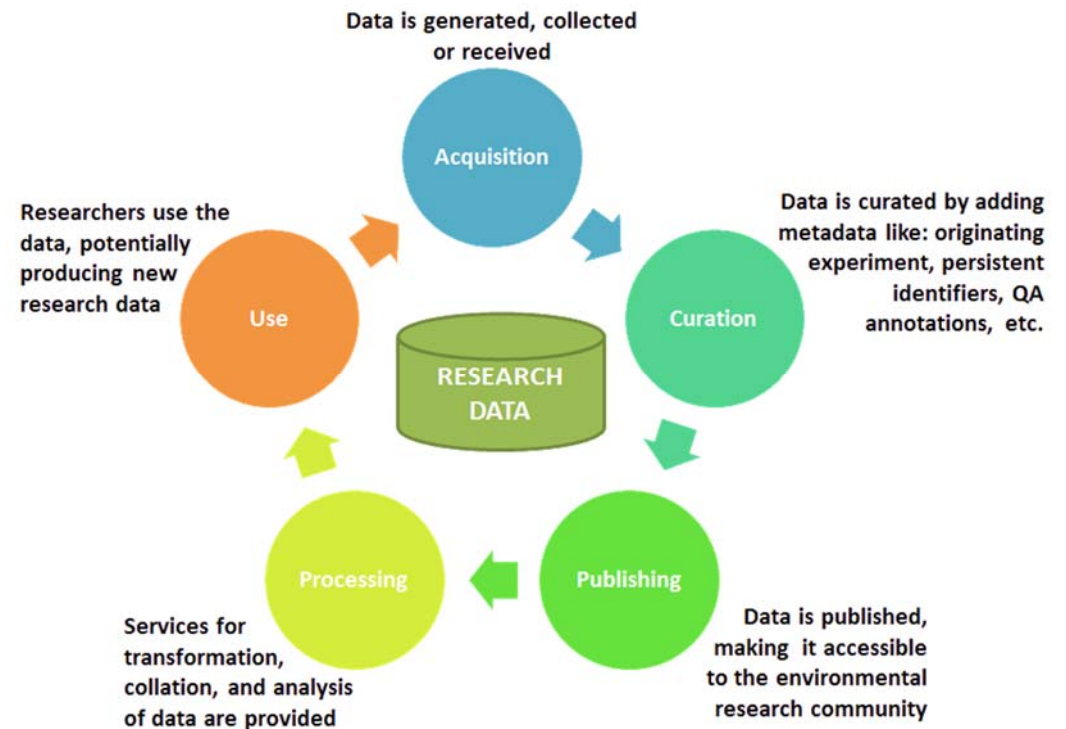 Data is generated, collected
or received
Acquisition
Data is curated by adding
metadata like: originating
experiment, persistent
identifiers, QA
annotations, etc.
Curation
Researchers use the
data, potentially
producing new
research data
Use
RESEARCH
DATA
Processing
Publishing
Services for
transformation,
collation, and analysis
of data are provided
Data is published,
making it accessible
to the environmental
research community